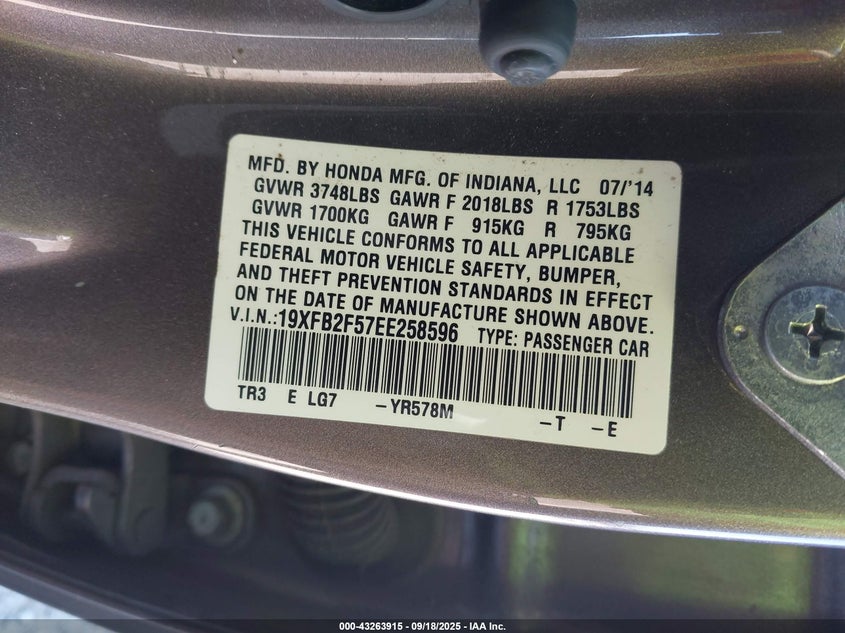 MFD. BY HONDA MFG. OF INDIANA, LLC 07/'14
GVWR 3748LBS GAWR F 2018LBS R 1753LBS
GVWR 1700KG GAWR F 915KG R 795KG
THIS VEHICLE CONFORMS TO ALL APPLICABLE
FEDERAL MOTOR VEHICLE SAFETY, BUMPER,
AND THEFT PREVENTION STANDARDS IN EFFECT
ON THE DATE OF MANUFACTURE SHOWN ABOVE.
V.I.N.:19XFB2F57EE258596 TYPE: PASSENGER CAR
TR3 E LG7 -YR578M -T -E
000-43263915 - 09/18/2025 - IAA Inc.